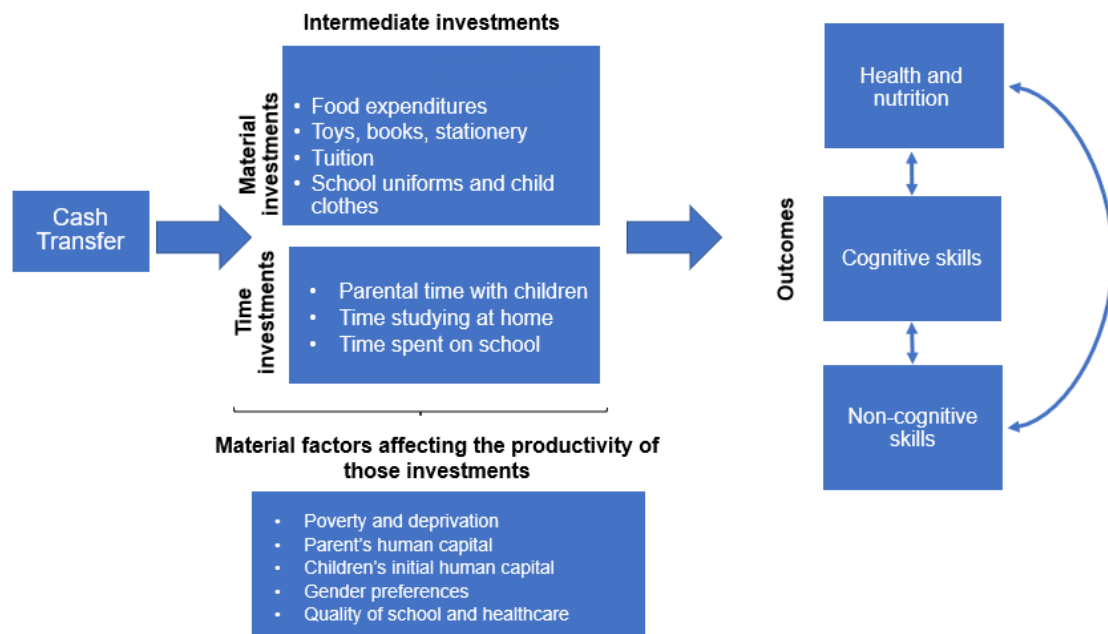 Intermediate investments
Material
investments
• Food expenditures
• Toys, books, stationery
• Tuition
• School uniforms and child
clothes
Cash
Transfer
Time
investments
• Parental time with children
• Time studying at home
• Time spent on school
Material factors affecting the productivity of
those investments
• Poverty and deprivation
• Parent's human capital
• Children's initial human capital
• Gender preferences
• Quality of school and healthcare
Outcomes
Health and
nutrition
Cognitive skills
Non-cognitive
skills